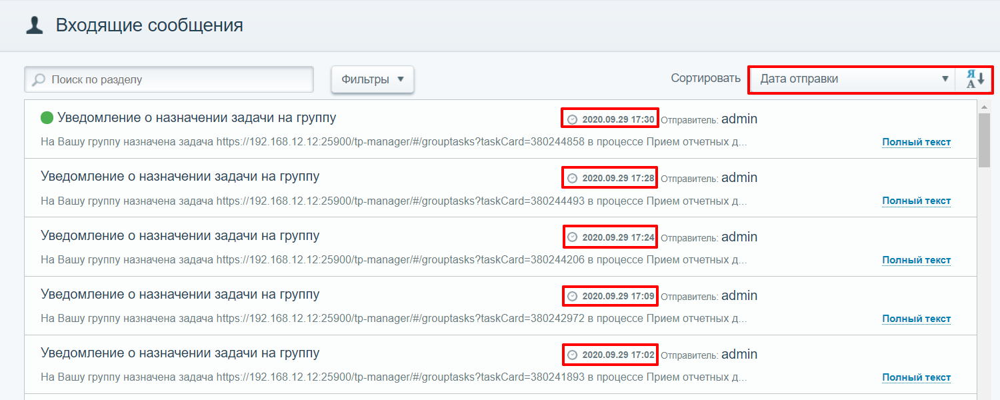 Входящие сообщения
Поиск по разделу Фильтры Сортировать Дата отправки Я А
Уведомление о назначении задачи на группу 2020.09.29 17:30 Отправитель: admin
На Вашу группу назначена задача https://192.168.12.12:25900/tp-manager/#/grouptasks?taskCard=380244858 в процессе Прием отчетных д... Полный текст
Уведомление о назначении задачи на группу 2020.09.29 17:28 Отправитель: admin
На Вашу группу назначена задача https://192.168.12.12:25900/tp-manager/#/grouptasks?taskCard=380244493 в процессе Прием отчетных д... Полный текст
Уведомление о назначении задачи на группу 2020.09.29 17:24 Отправитель: admin
На Вашу группу назначена задача https://192.168.12.12:25900/tp-manager/#/grouptasks?taskCard=380244206 в процессе Прием отчетных д... Полный текст
Уведомление о назначении задачи на группу 2020.09.29 17:09 Отправитель: admin
На Вашу группу назначена задача https://192.168.12.12:25900/tp-manager/#/grouptasks?taskCard=380242972 в процессе Прием отчетных д... Полный текст
Уведомление о назначении задачи на группу 2020.09.29 17:02 Отправитель: admin
На Вашу группу назначена задача https://192.168.12.12:25900/tp-manager/#/grouptasks?taskCard=380241893 в процессе Прием отчетных д... Полный текст